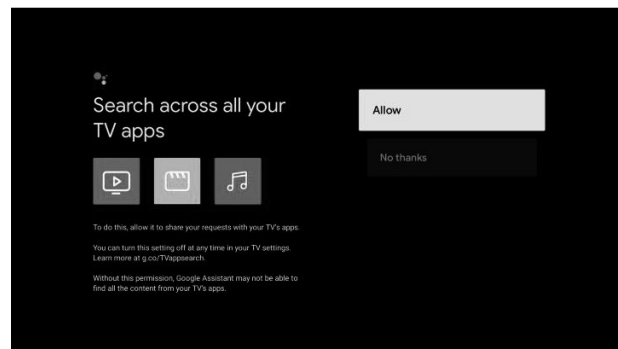 Search across all your
TV apps
To do this, allow it to share your requests with your TV's apps.
You can turn this setting off at any time in your TV settings.
Learn more at g.co/TVappsearch.
Without this permission, Google Assistant may not be able to
find all the content from your TV's apps.
Allow
No thanks